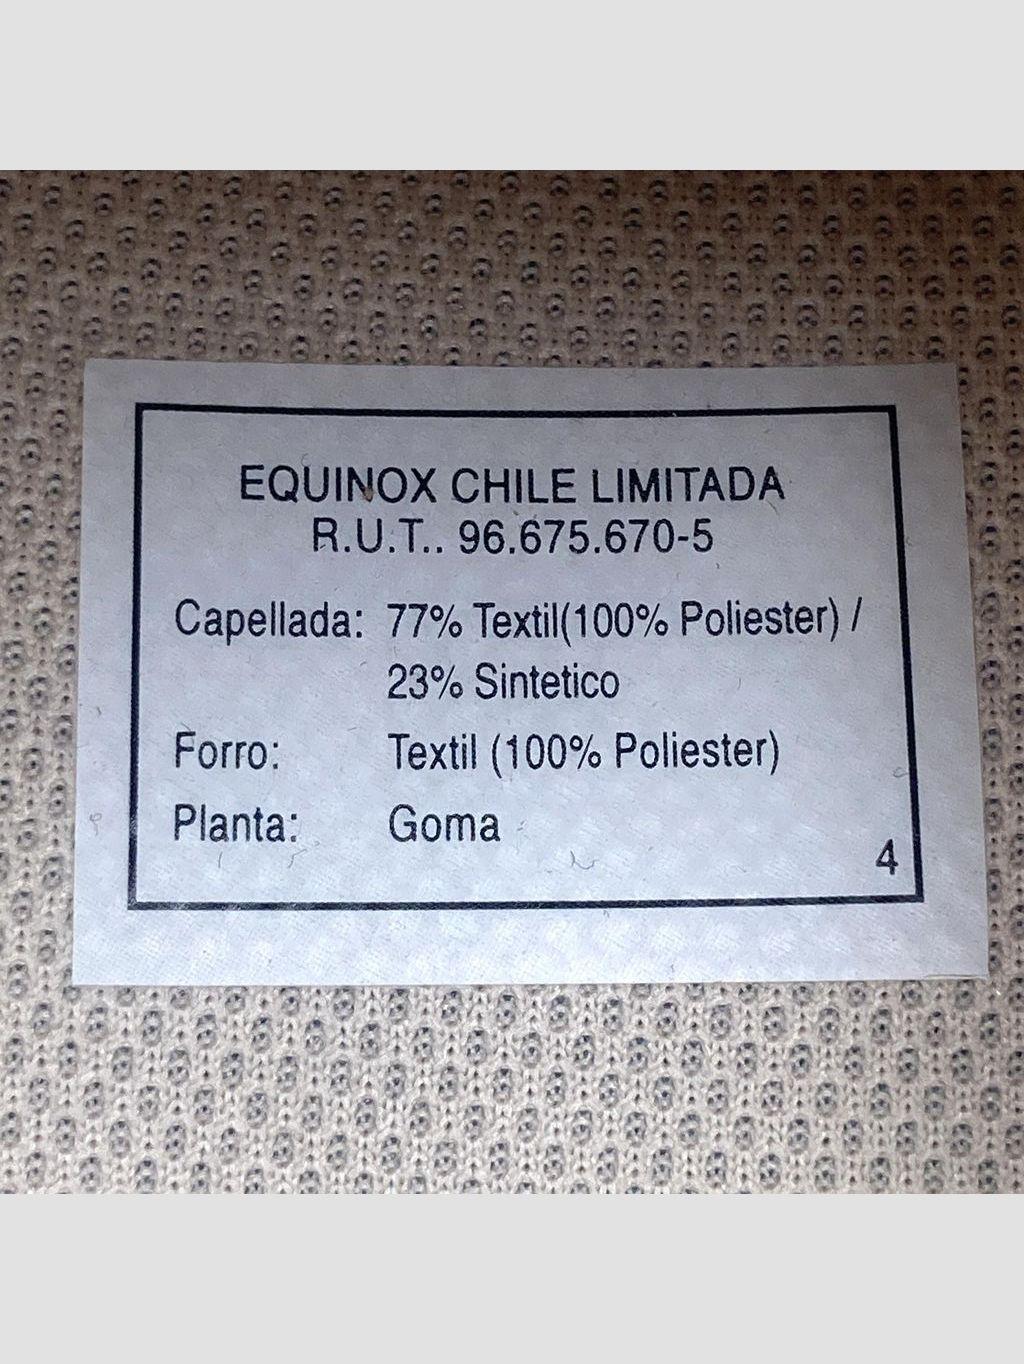 EQUINOX CHILE LIMITADA
R.U.T.. 96.675.670-5
Capellada: 77% Textil(100% Poliester) /
23% Sintetico
Forro: Textil (100% Poliester)
Planta: Goma
4